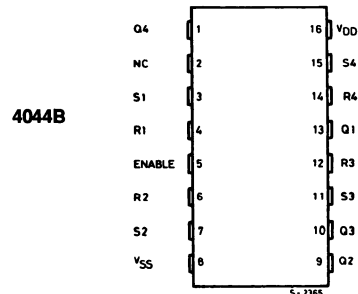 4044B
Q4 1 16 VDD
NC 2 15 S4
S1 3 14 R4
R1 4 13 Q1
ENABLE 5 12 R3
R2 6 11 S3
S2 7 10 Q3
VSS 8 9 Q2
S-2365